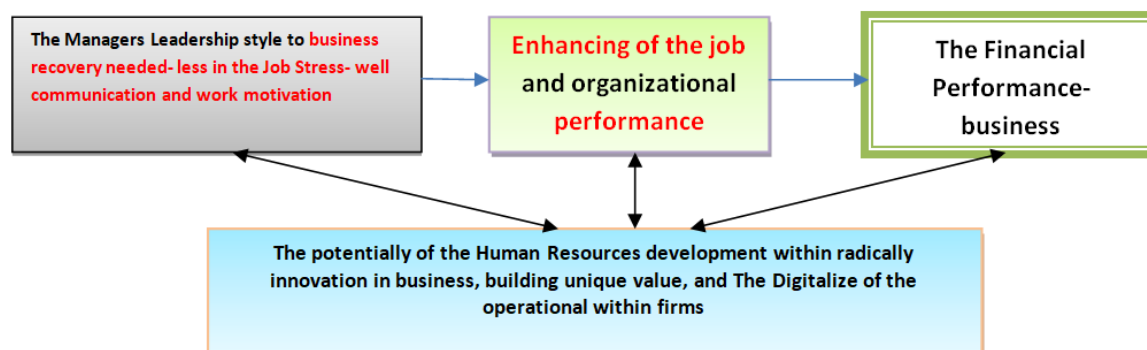 The Managers Leadership style to business
recovery needed- less in the Job Stress- well
communication and work motivation
Enhancing of the job
and organizational
performance
The Financial
Performance-
business
The potentially of the Human Resources development within radically
innovation in business, building unique value, and The Digitalize of the
operational within firms